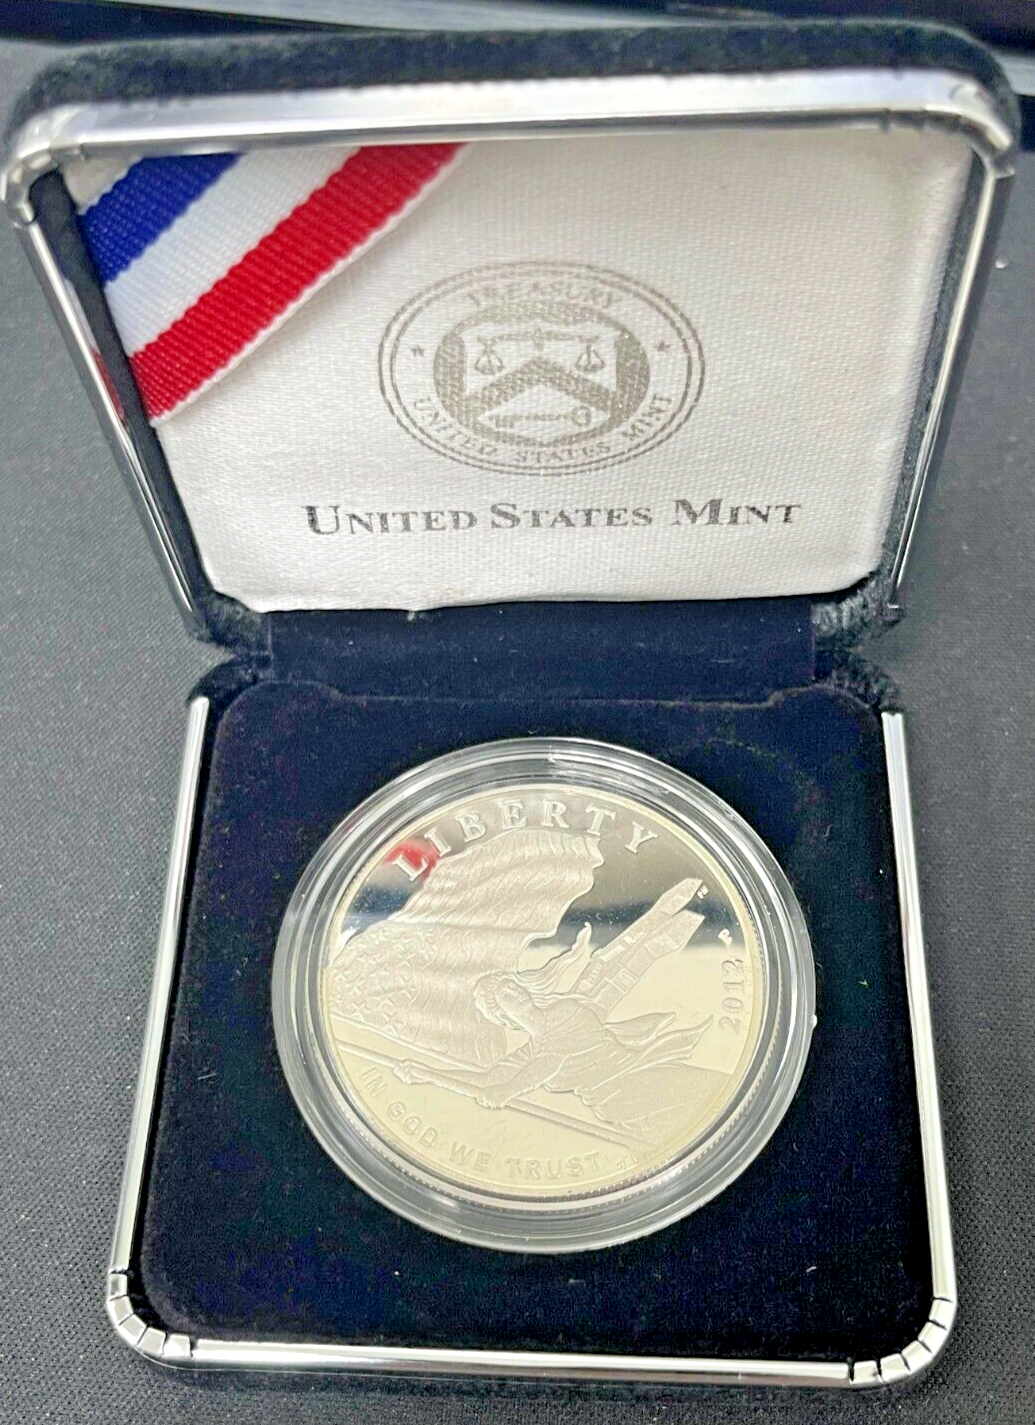 TREASURY
UNITED STATES MINT
UNITED STATES MINT
LIBERTY
P
2012
IN GOD WE TRUST